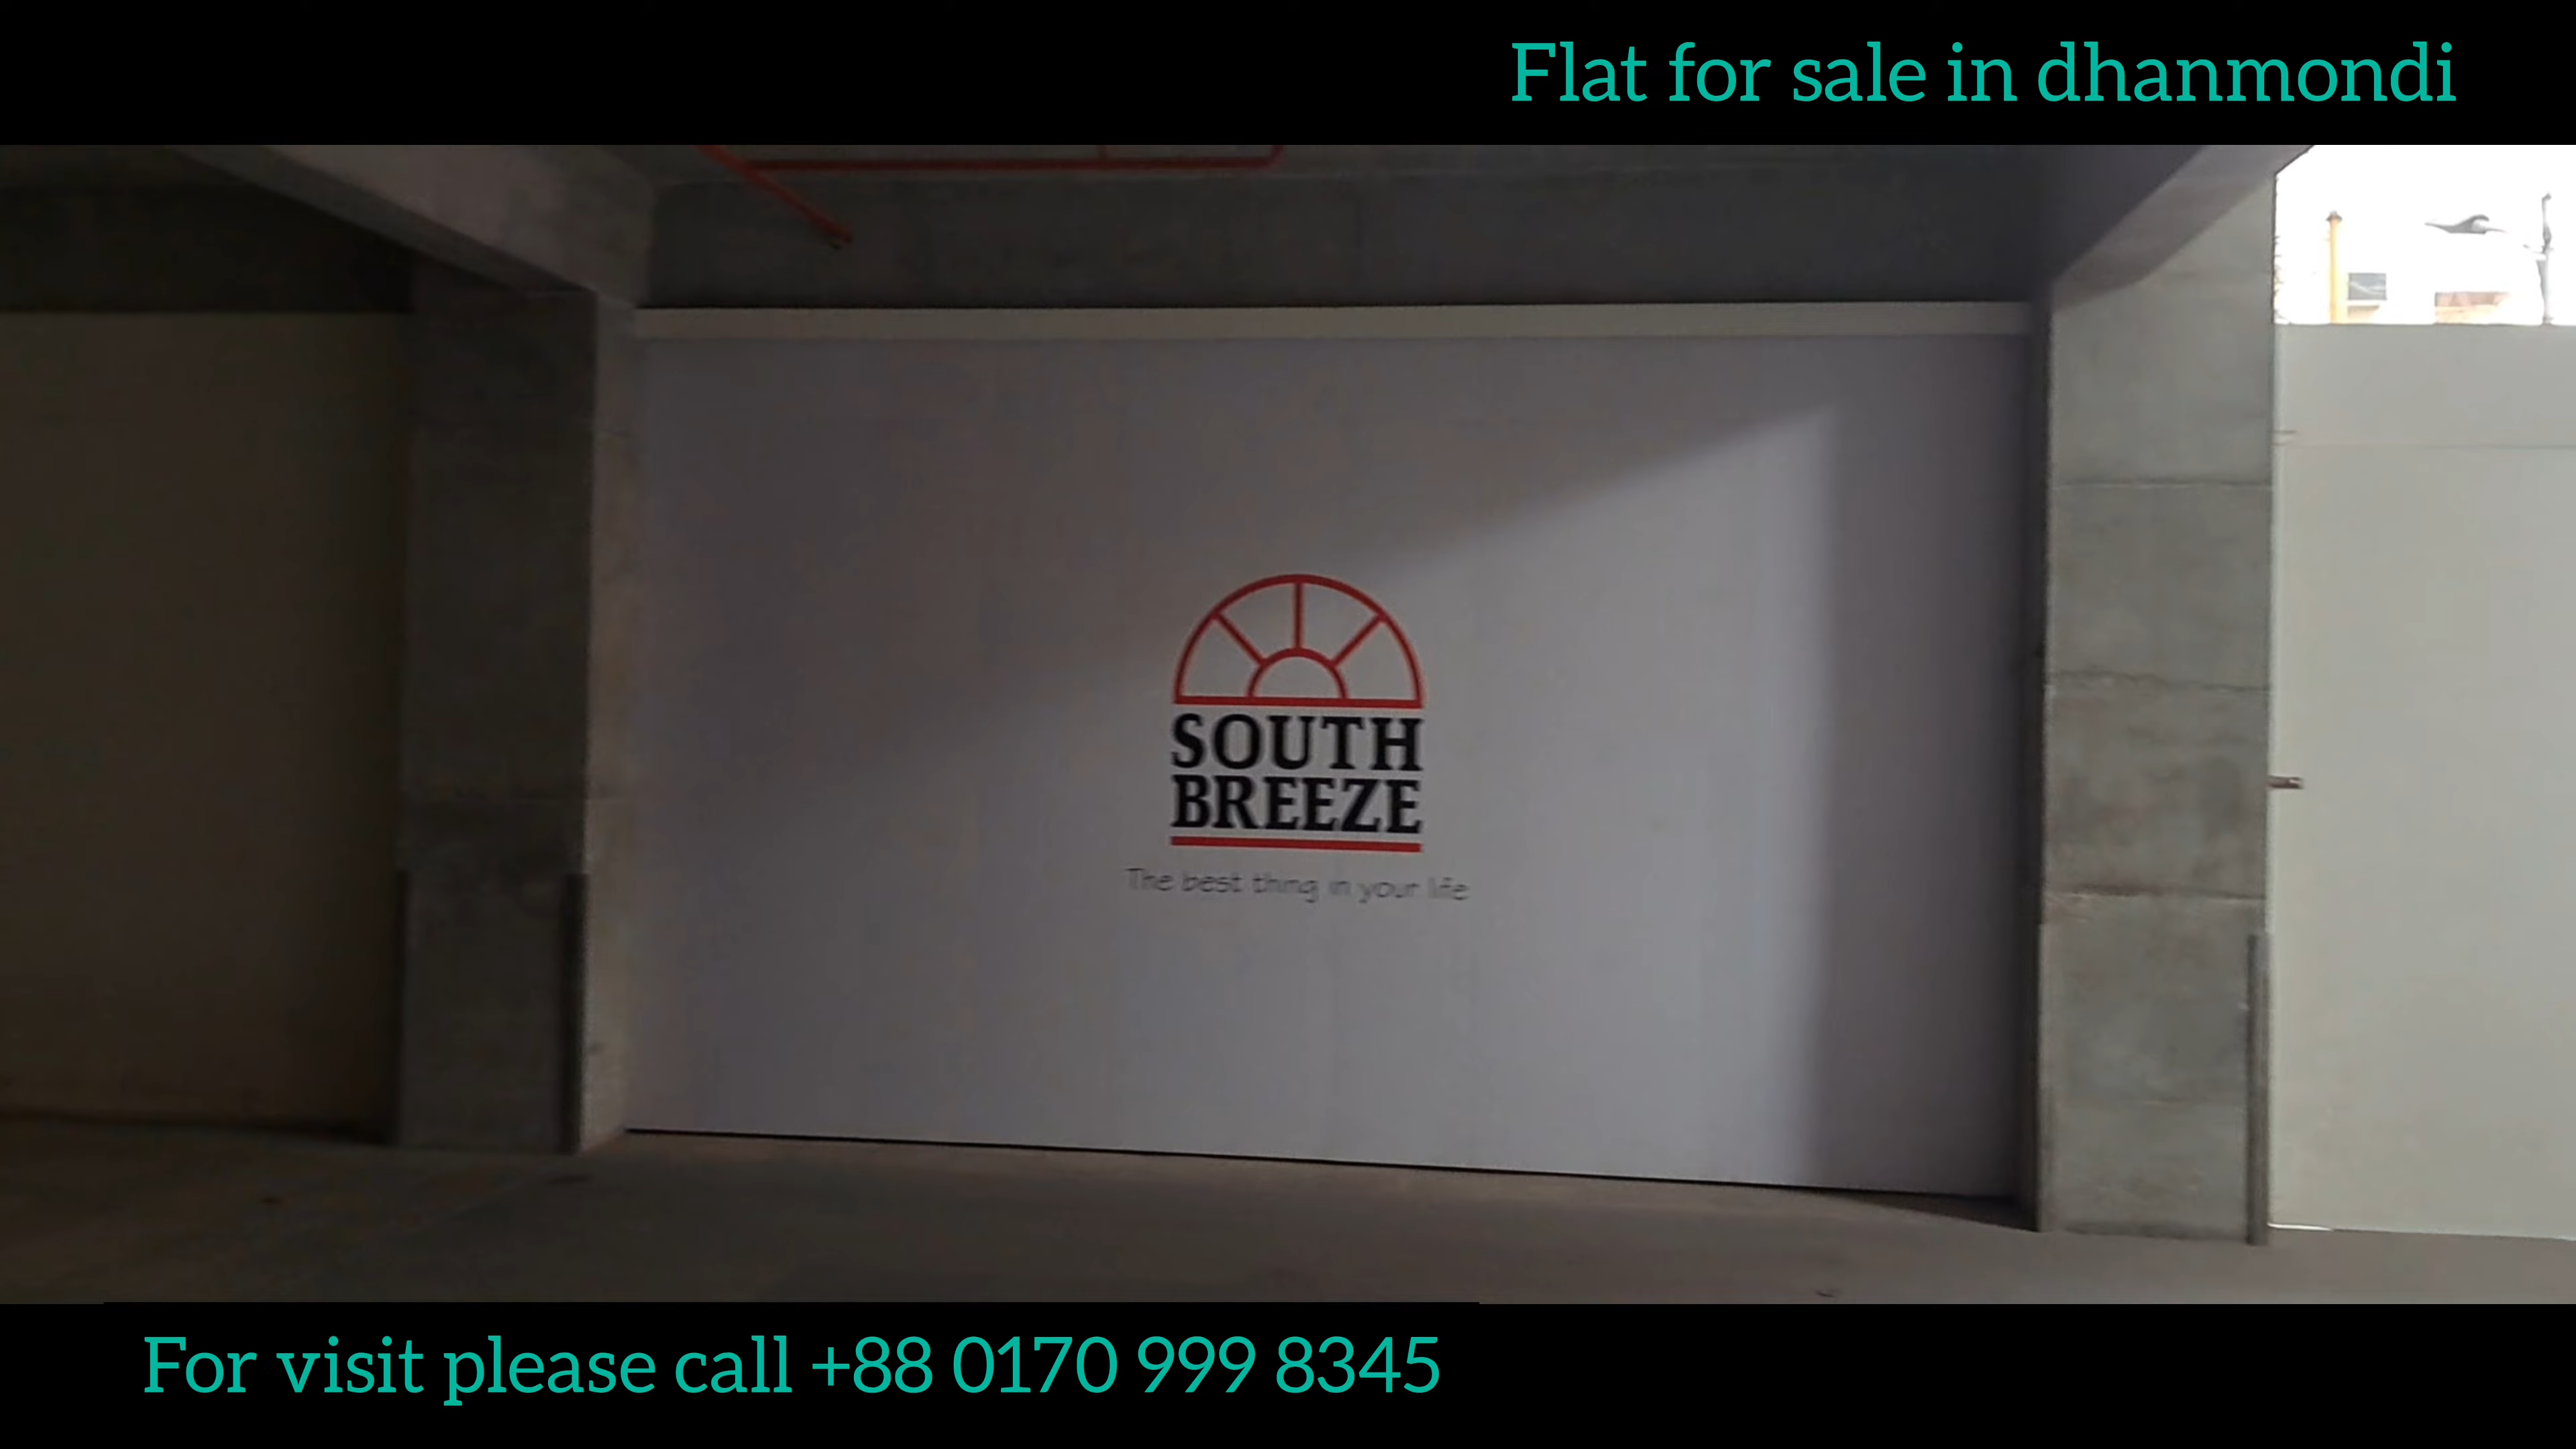 Flat for sale in dhanmondi
SOUTH
BREEZE
The best thing in your life
For visit please call +88 0170 999 8345